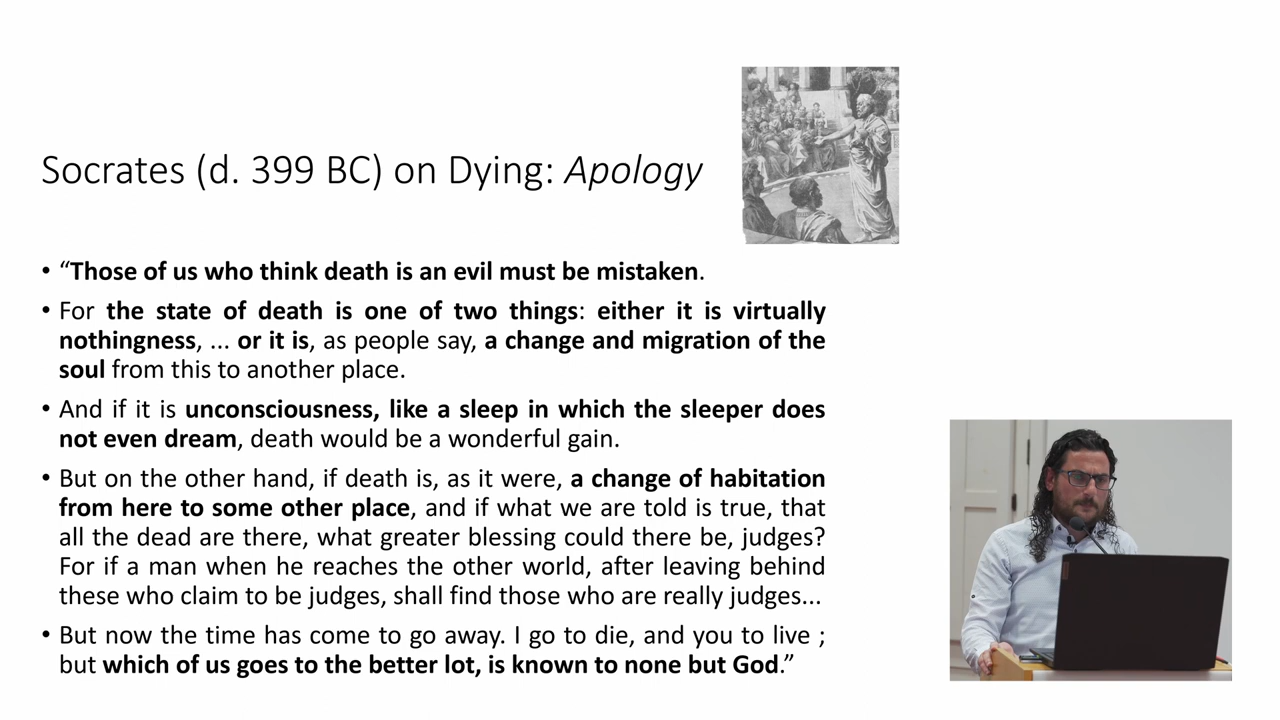 Socrates (d. 399 BC) on Dying: Apology
• “Those of us who think death is an evil must be mistaken.
• For the state of death is one of two things: either it is virtually
nothingness, ... or it is, as people say, a change and migration of the
soul from this to another place.
• And if it is unconsciousness, like a sleep in which the sleeper does
not even dream, death would be a wonderful gain.
• But on the other hand, if death is, as it were, a change of habitation
from here to some other place, and if what we are told is true, that
all the dead are there, what greater blessing could there be, judges?
For if a man when he reaches the other world, after leaving behind
these who claim to be judges, shall find those who are really judges...
• But now the time has come to go away. I go to die, and you to live ;
but which of us goes to the better lot, is known to none but God.”